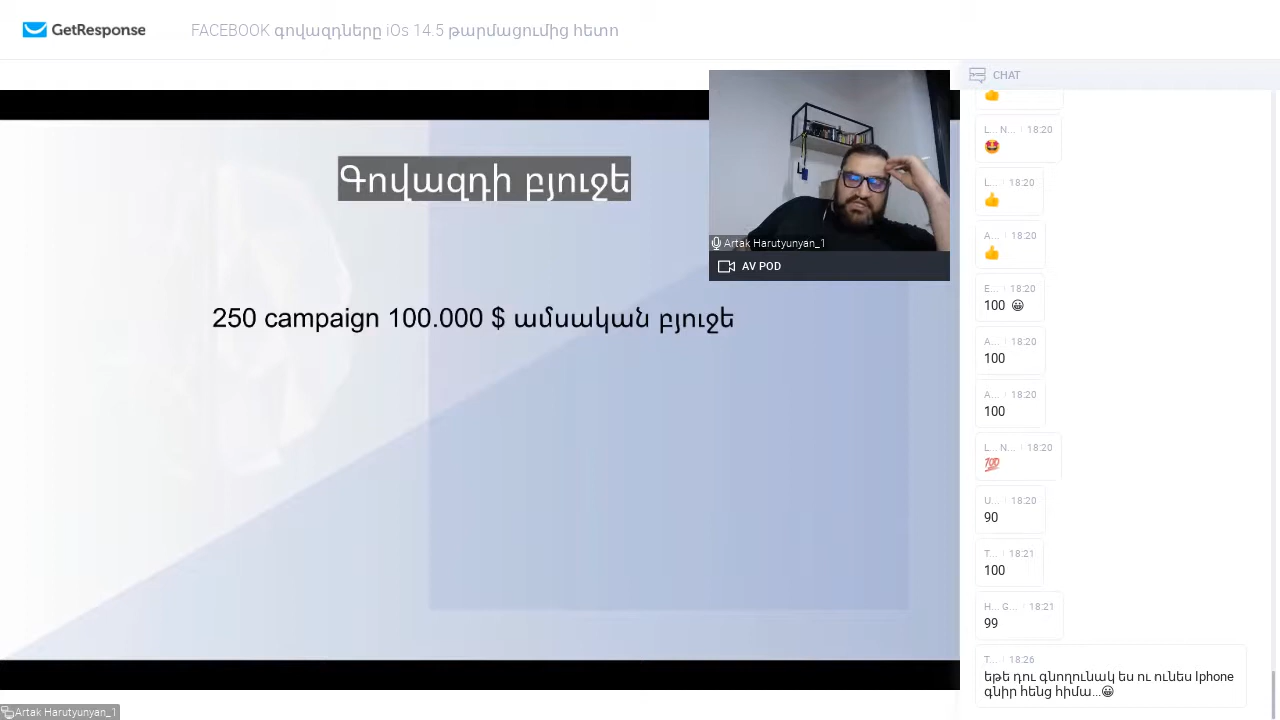 GetResponse
FACEBOOK գովազդները iOs 14.5 թարմացումից հետո
CHAT
Գովազդի բյուջե
250 campaign 100.000 $ ամսական բյուջե
Artak Harutyunyan_1
AV POD
L... N... 18:20
🤩
L... 18:20
👍
A... 18:20
👍
E... 18:20
100 😀
A... 18:20
100
A... 18:20
100
L... N... 18:20
💯
U... 18:20
90
T... 18:21
100
H... G... 18:21
99
T... 18:26
եթե դու գնողունակ ես ու ունես Iphone
գնիր հենց հիմա...😀
Artak Harutyunyan_1